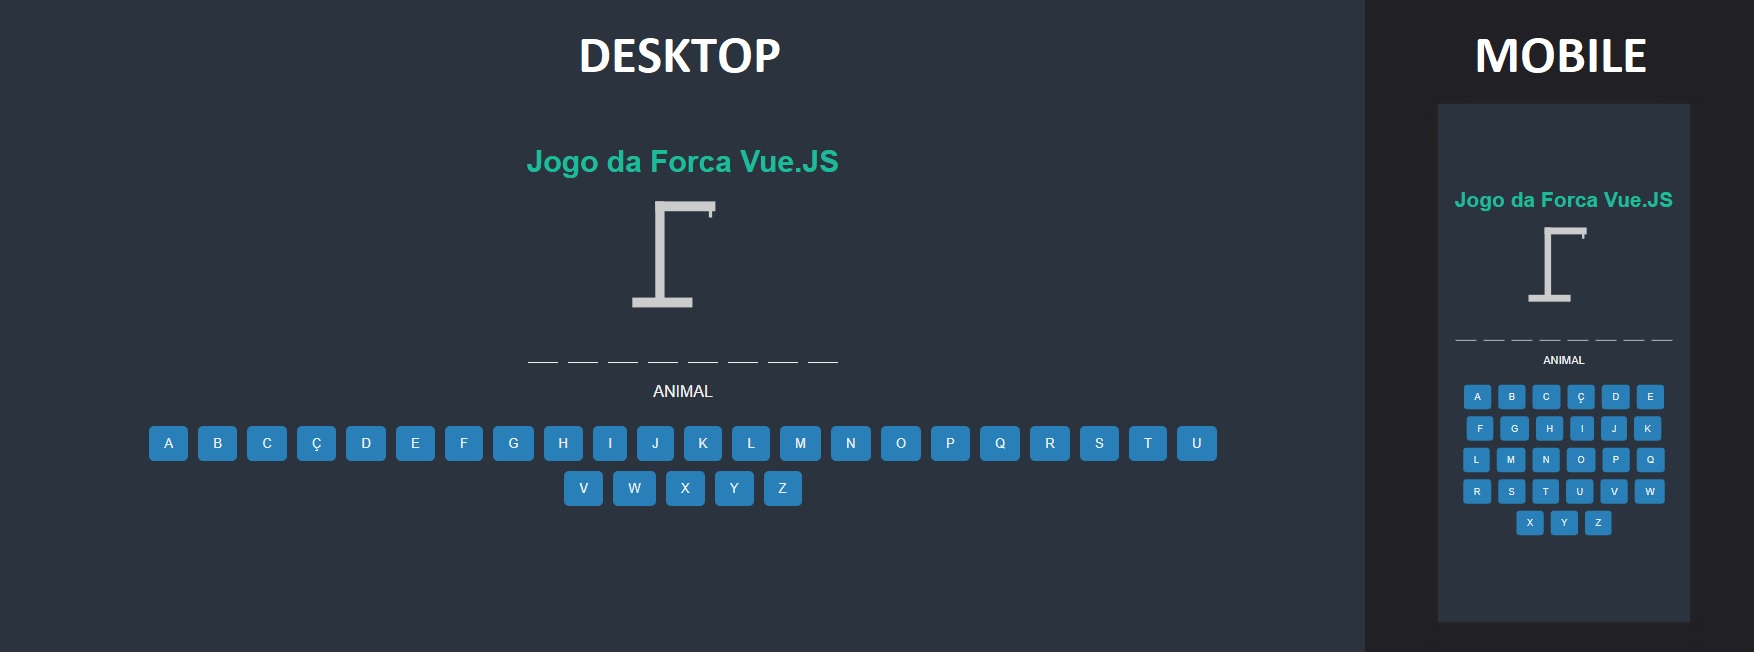 DESKTOP
Jogo da Forca Vue.JS
ANIMAL
A B C Ç D E F G H I J K L M N O P Q R S T U
V W X Y Z
MOBILE
Jogo da Forca Vue.JS
ANIMAL
A B C Ç D E
F G H I J K
L M N O P Q
R S T U V W
X Y Z